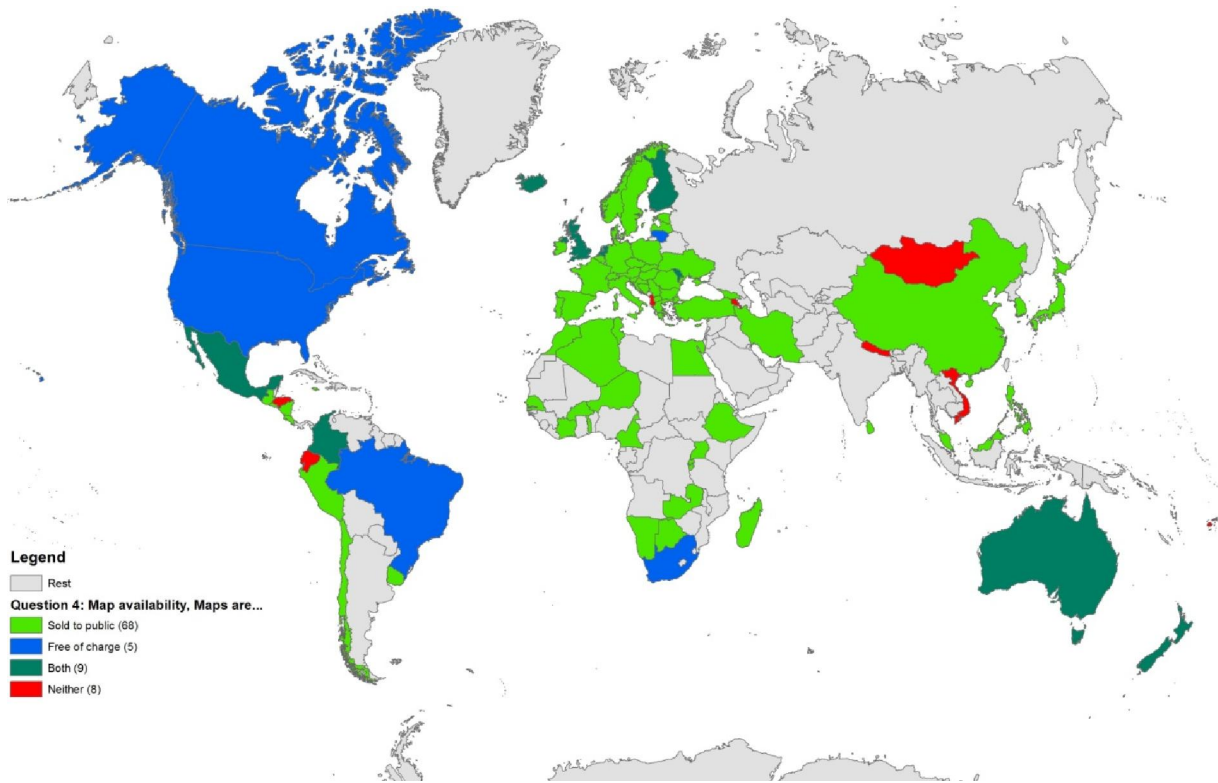 Legend
Rest
Question 4: Map availability, Maps are...
Sold to public (68)
Free of charge (5)
Both (9)
Neither (8)